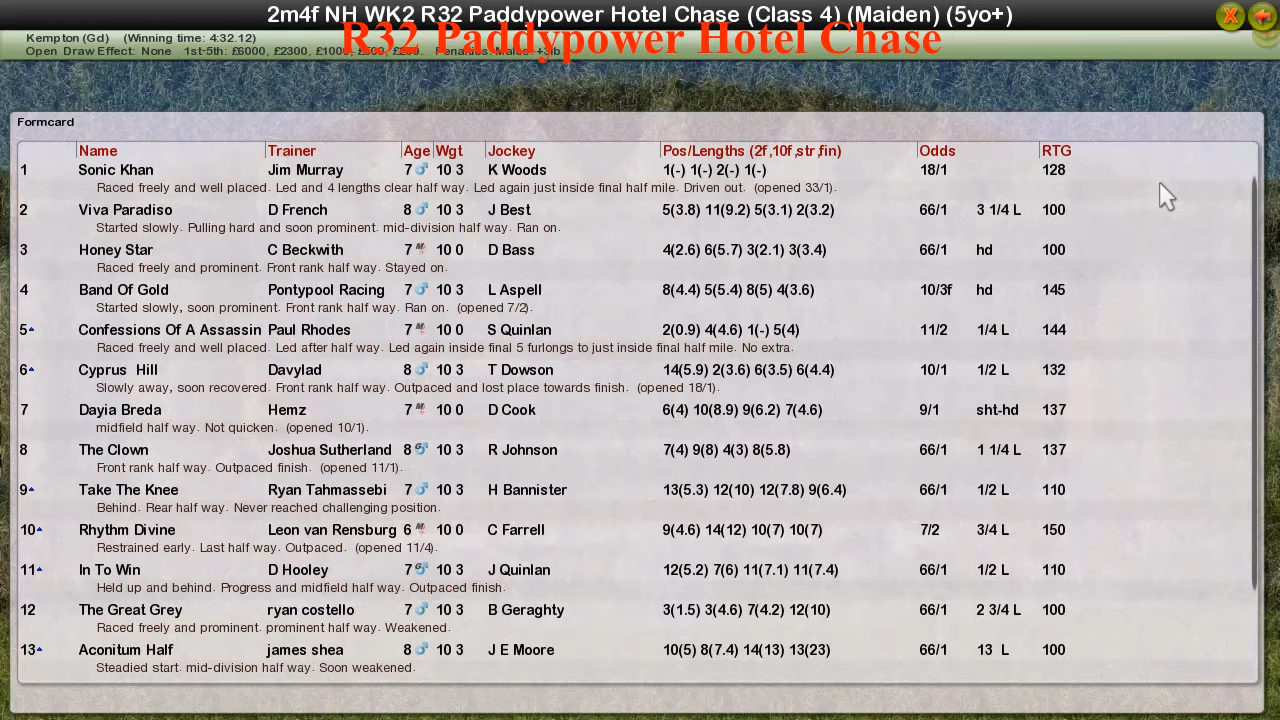 2m4f NH WK2 R32 Paddypower Hotel Chase (Class 4) (Maiden) (5yo+)
R32 Paddypower Hotel Chase
Kempton (Gd) (Winning time: 4:32.12)
Open Draw Effect: None 1st-5th: £6000, £2300, Penalties: Males: +3lb
Formcard
Name Trainer Age Wgt Jockey Pos/Lengths (2f,10f,str,fin) Odds RTG
1 Sonic Khan Jim Murray 7 10 3 K Woods 1(-) 1(-) 2(-) 1(-) 18/1 128
Raced freely and well placed. Led and 4 lengths clear half way. Led again just inside final half mile. Driven out. (opened 33/1).
2 Viva Paradiso D French 8 10 3 J Best 5(3.8) 11(9.2) 5(3.1) 2(3.2) 66/1 3 1/4 L 100
Started slowly. Pulling hard and soon prominent. mid-division half way. Ran on.
3 Honey Star C Beckwith 7 M 10 0 D Bass 4(2.6) 6(5.7) 3(2.1) 3(3.4) 66/1 hd 100
Raced freely and prominent. Front rank half way. Stayed on.
4 Band Of Gold Pontypool Racing 7 10 3 L Aspell 8(4.4) 5(5.4) 8(5) 4(3.6) 10/3f hd 145
Started slowly, soon prominent. Front rank half way. Ran on. (opened 7/2).
5 Confessions Of A Assassin Paul Rhodes 7 M 10 0 S Quinlan 2(0.9) 4(4.6) 1(-) 5(4) 11/2 1/4 L 144
Raced freely and well placed. Led after half way. Led again inside final 5 furlongs to just inside final half mile. No extra.
6 Cyprus Hill Davylad 8 10 3 T Dowson 14(5.9) 2(3.6) 6(3.5) 6(4.4) 10/1 1/2 L 132
Slowly away, soon recovered. Front rank half way. Outpaced and lost place towards finish. (opened 18/1).
7 Dayia Breda Hemz 7 M 10 0 D Cook 6(4) 10(8.9) 9(6.2) 7(4.6) 9/1 sht-hd 137
midfield half way. Not quicken. (opened 10/1).
8 The Clown Joshua Sutherland 8 G 10 3 R Johnson 7(4) 9(8) 4(3) 8(5.8) 66/1 1 1/4 L 137
Front rank half way. Outpaced finish. (opened 11/1).
9 Take The Knee Ryan Tahmassebi 7 10 3 H Bannister 13(5.3) 12(10) 12(7.8) 9(6.4) 66/1 1/2 L 110
Behind. Rear half way. Never reached challenging position.
10 Rhythm Divine Leon van Rensburg 6 M 10 0 C Farrell 9(4.6) 14(12) 10(7) 10(7) 7/2 3/4 L 150
Restrained early. Last half way. Outpaced. (opened 11/4).
11 In To Win D Hooley 7 G 10 3 J Quinlan 12(5.2) 7(6) 11(7.1) 11(7.4) 66/1 1/2 L 110
Held up and behind. Progress and midfield half way. Outpaced finish.
12 The Great Grey ryan costello 7 10 3 B Geraghty 3(1.5) 3(4.6) 7(4.2) 12(10) 66/1 2 3/4 L 100
Raced freely and prominent. prominent half way. Weakened.
13 Aconitum Half james shea 8 10 3 J E Moore 10(5) 8(7.4) 14(13) 13(23) 66/1 13 L 100
Steadied start. mid-division half way. Soon weakened.